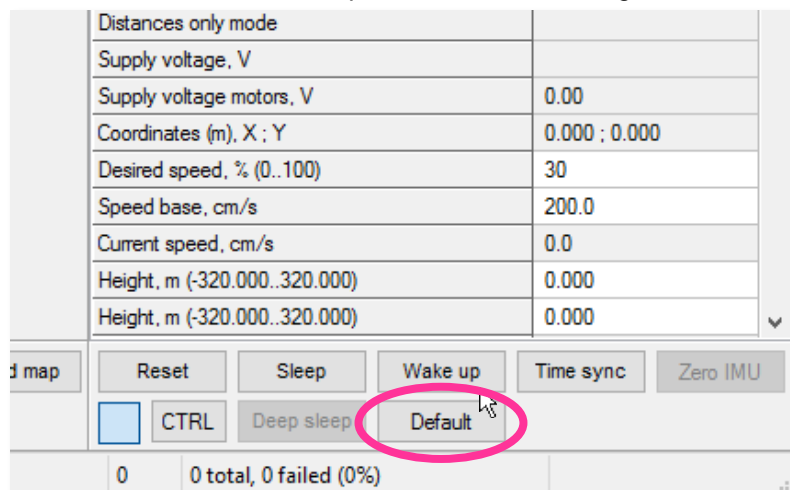 Distances only mode
Supply voltage, V
Supply voltage motors, V 0.00
Coordinates (m), X ; Y 0.000 ; 0.000
Desired speed, % (0..100) 30
Speed base, cm/s 200.0
Current speed, cm/s 0.0
Height, m (-320.000..320.000) 0.000
Height, m (-320.000..320.000) 0.000
map Reset Sleep Wake up Time sync Zero IMU
CTRL Deep sleep Default
0 0 total, 0 failed (0%)